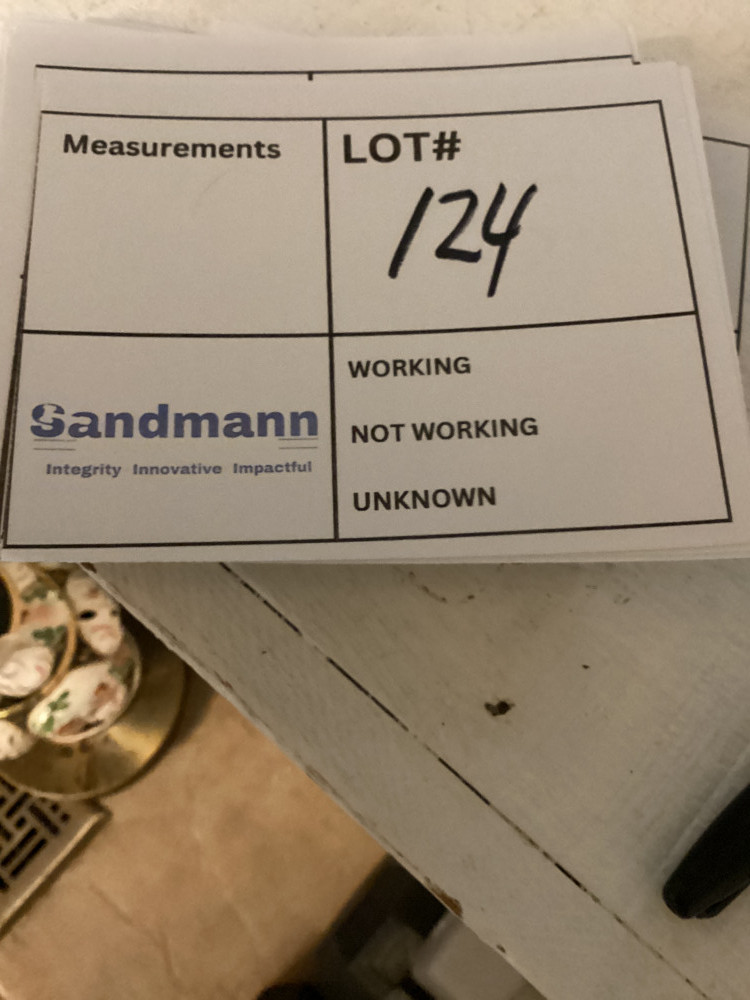 Measurements
LOT#
124
Sandmann
Integrity Innovative Impactful
WORKING
NOT WORKING
UNKNOWN